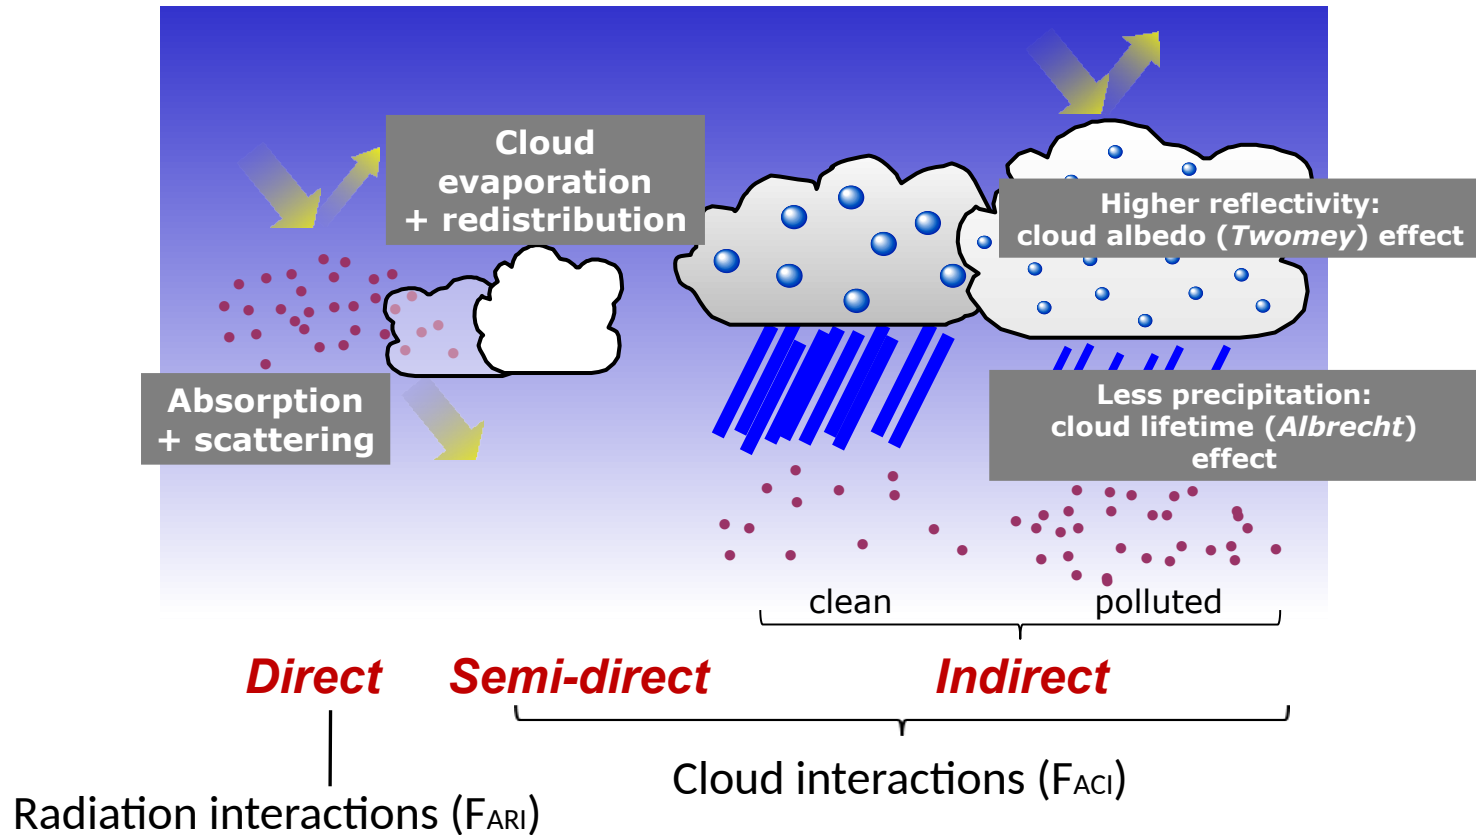 Cloud
evaporation
+ redistribution
Absorption
+ scattering
Higher reflectivity:
cloud albedo (Twomey) effect
Less precipitation:
cloud lifetime (Albrecht)
effect
clean
polluted
Direct
Semi-direct
Indirect
Cloud interactions (FACI)
Radiation interactions (FARI)